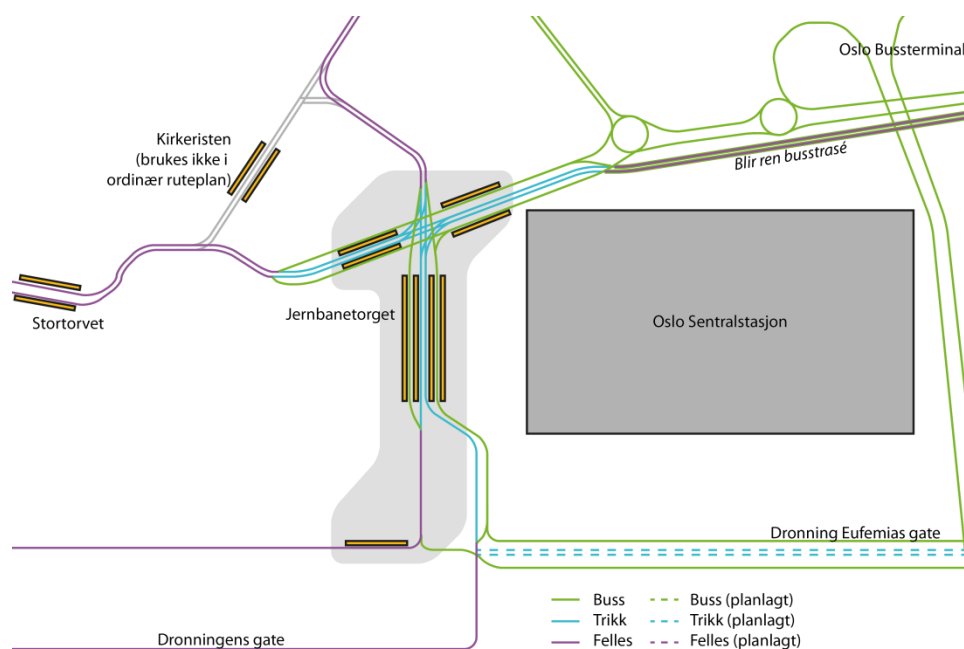 Oslo Bussterminal
Kirkeristen
(brukes ikke i
ordinær ruteplan)
Blir ren busstrasé
Stortorvet
Jernbanetorget
Oslo Sentralstasjon
Dronning Eufemias gate
Buss
Buss (planlagt)
Trikk
Trikk (planlagt)
Felles
Felles (planlagt)
Dronningens gate